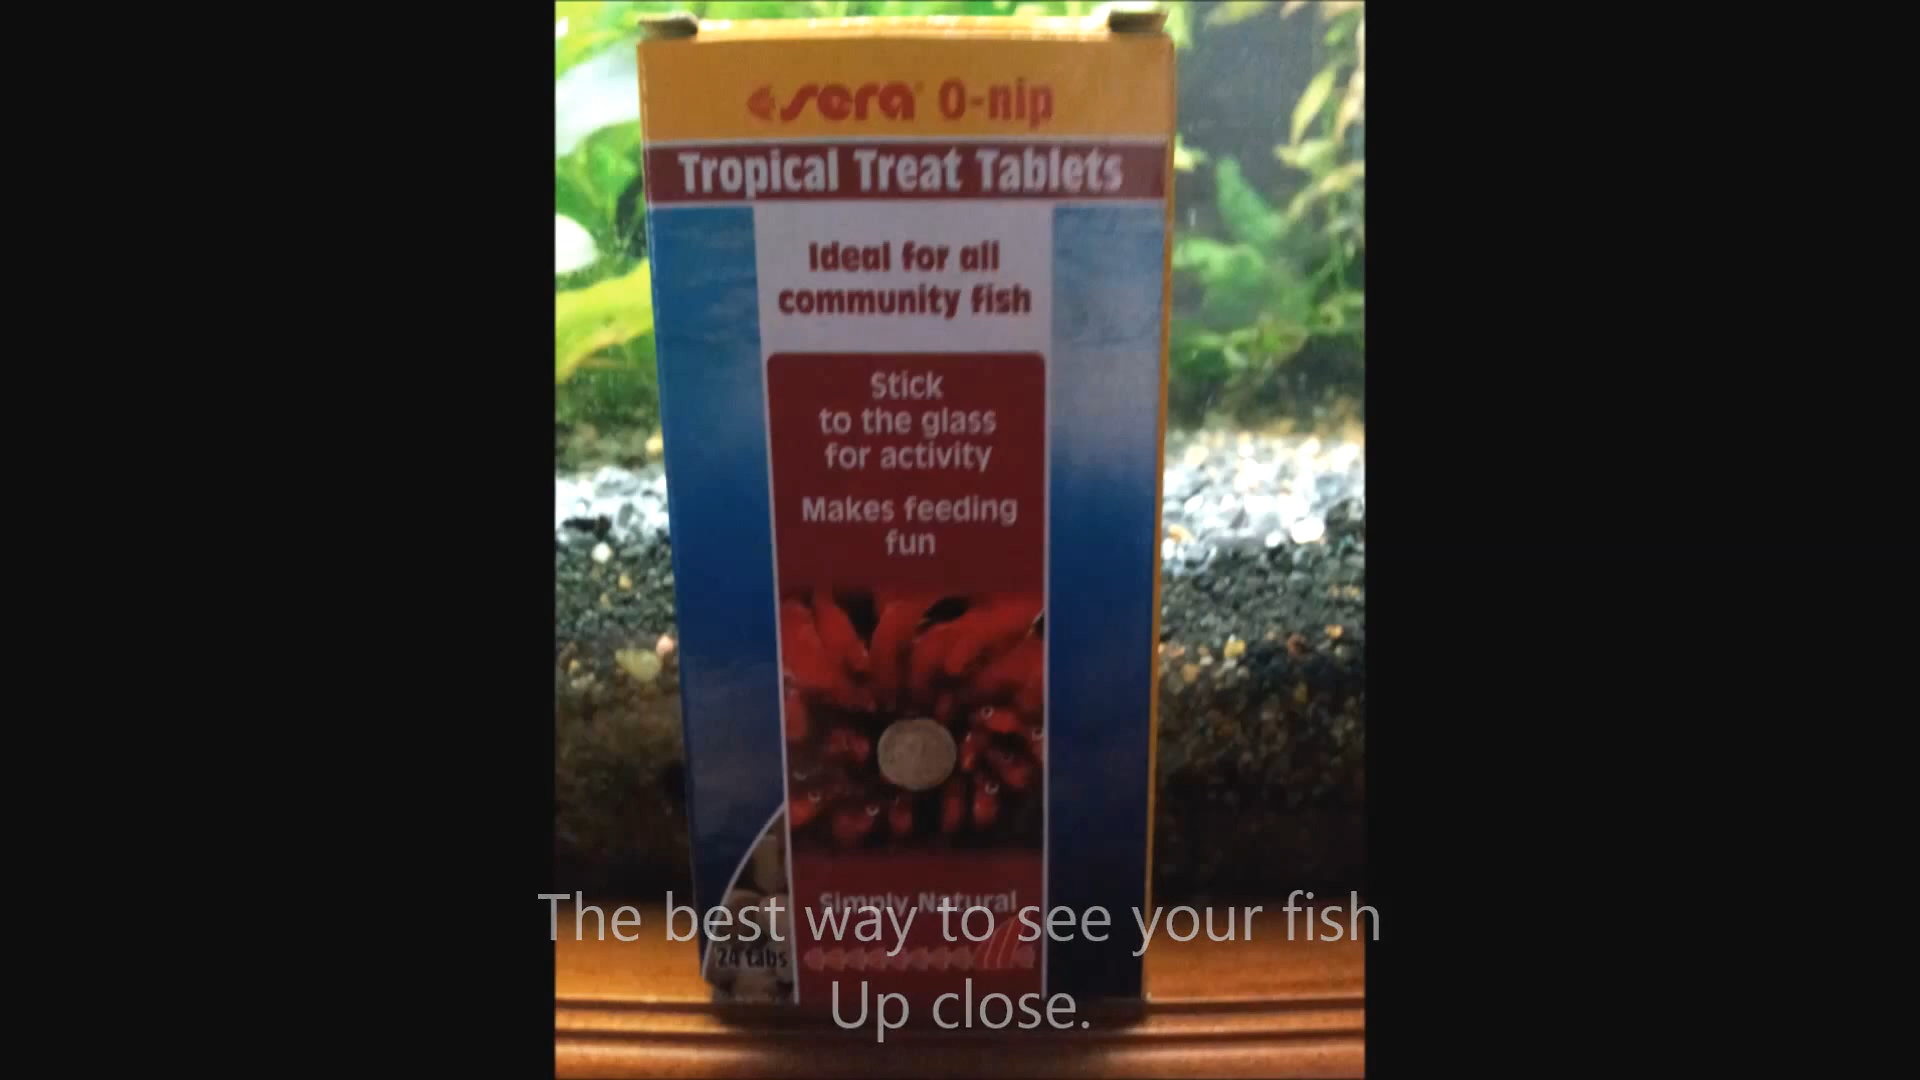 sera O-nip
Tropical Treat Tablets
Ideal for all
community fish
Stick
to the glass
for activity
Makes feeding
fun
Simply Natural
24 tabs
The best way to see your fish
Up close.